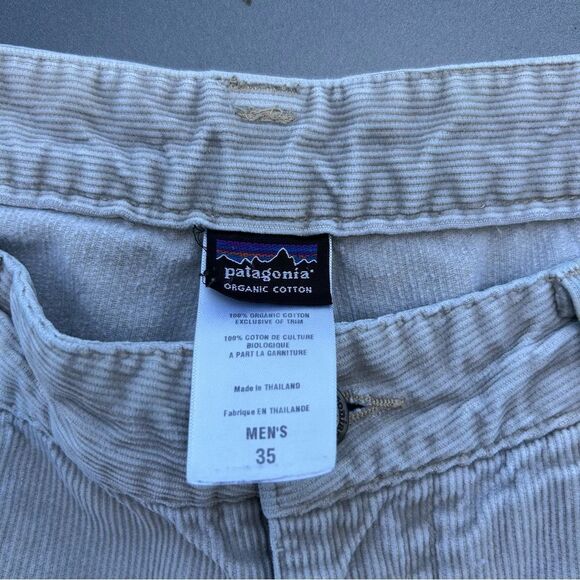 patagonia®
ORGANIC COTTON
100% ORGANIC COTTON
EXCLUSIVE OF TRIM
100% COTON DE CULTURE
BIOLOGIQUE
A PART LA GARNITURE
Made in THAILAND
Fabrique EN THAILANDE
MEN'S
35